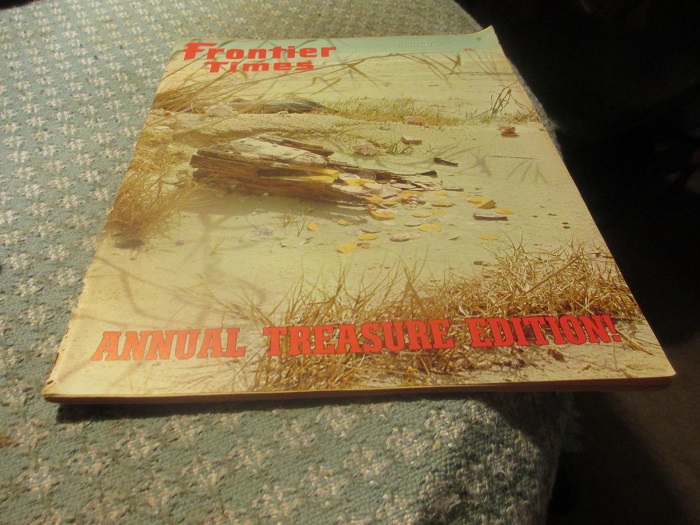 Frontier
Times
ANNUAL TREASURE EDITION!